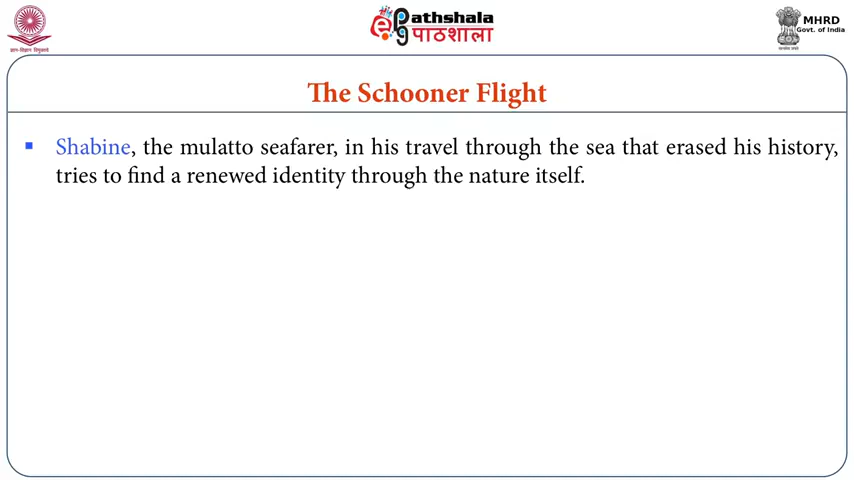 ePgpathshala
पाठशाला
MHRD
Govt. of India
The Schooner Flight
Shabine, the mulatto seafarer, in his travel through the sea that erased his history,
tries to find a renewed identity through the nature itself.